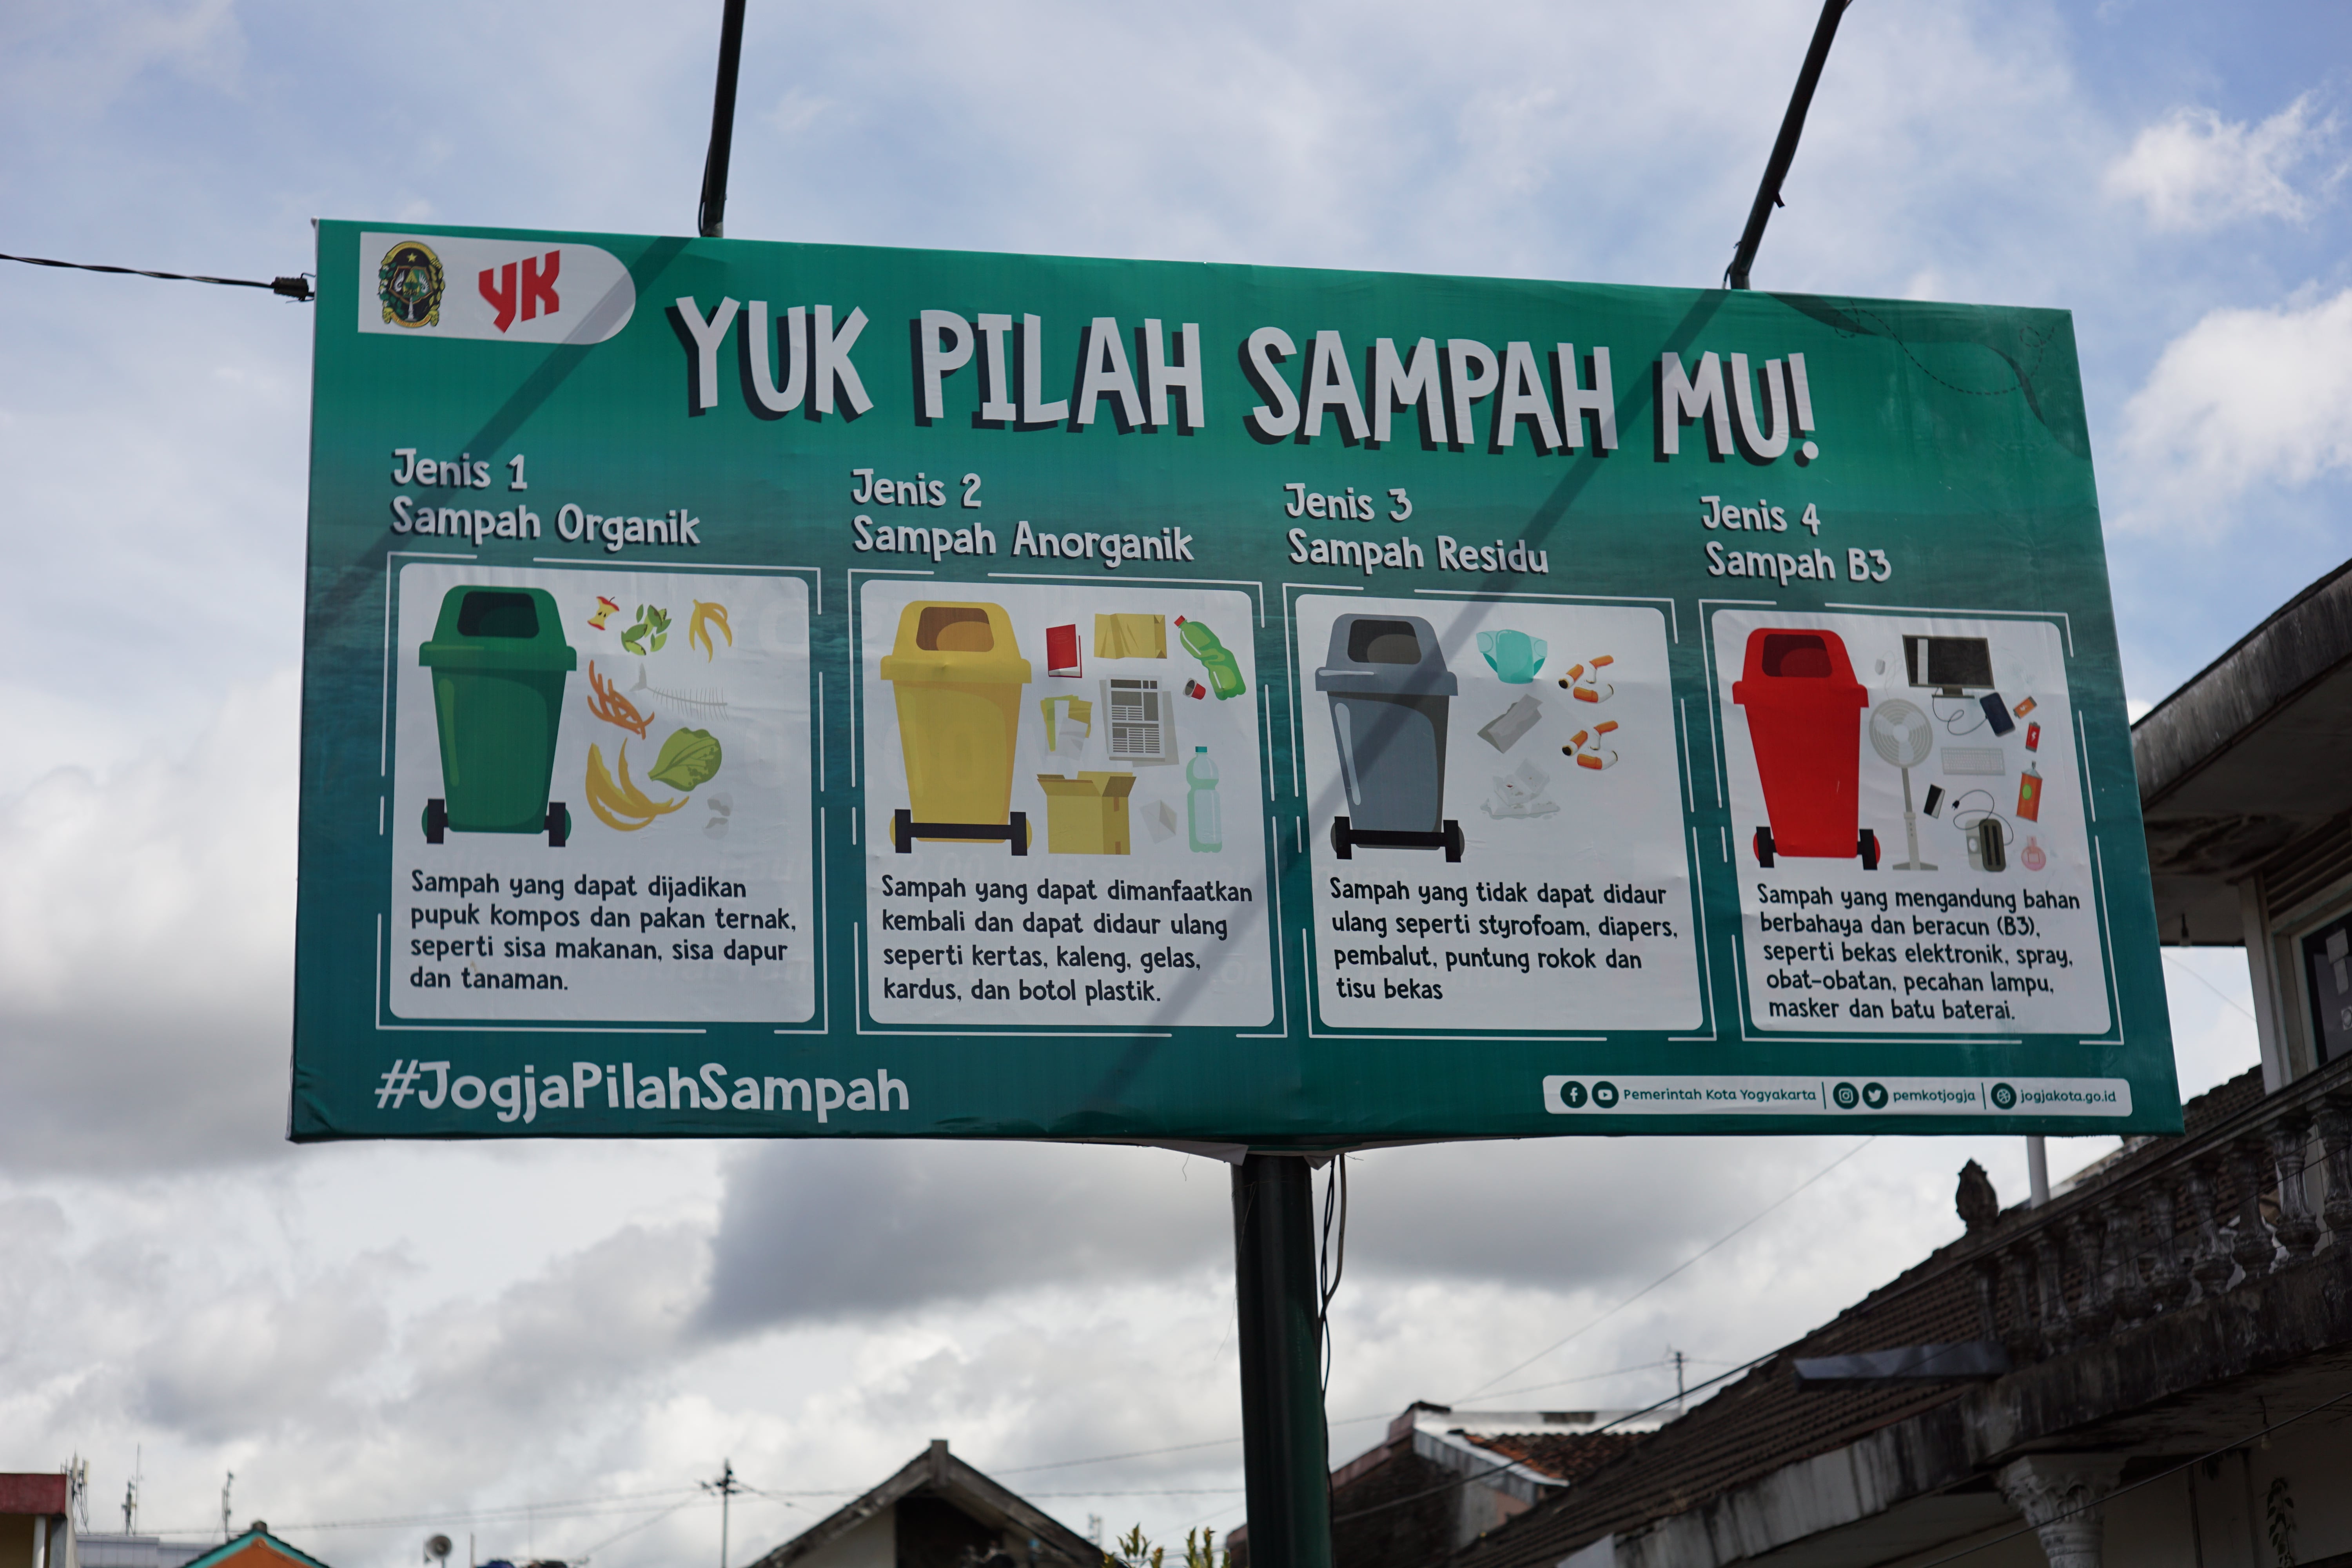 YK
YUK PILAH SAMPAH MU!
Jenis 1
Sampah Organik
Sampah yang dapat dijadikan
pupuk kompos dan pakan ternak,
seperti sisa makanan, sisa dapur
dan tanaman.
Jenis 2
Sampah Anorganik
Sampah yang dapat dimanfaatkan
kembali dan dapat didaur ulang
seperti kertas, kaleng, gelas,
kardus, dan botol plastik.
Jenis 3
Sampah Residu
Sampah yang tidak dapat didaur
ulang seperti styrofoam, diapers,
pembalut, puntung rokok dan
tisu bekas
Jenis 4
Sampah B3
Sampah yang mengandung bahan
berbahaya dan beracun (B3),
seperti bekas elektronik, spray,
obat-obatan, pecahan lampu,
masker dan batu baterai.
#JogjaPilahSampah
Pemerintah Kota Yogyakarta | pemkotjogja | jogjakota.go.id